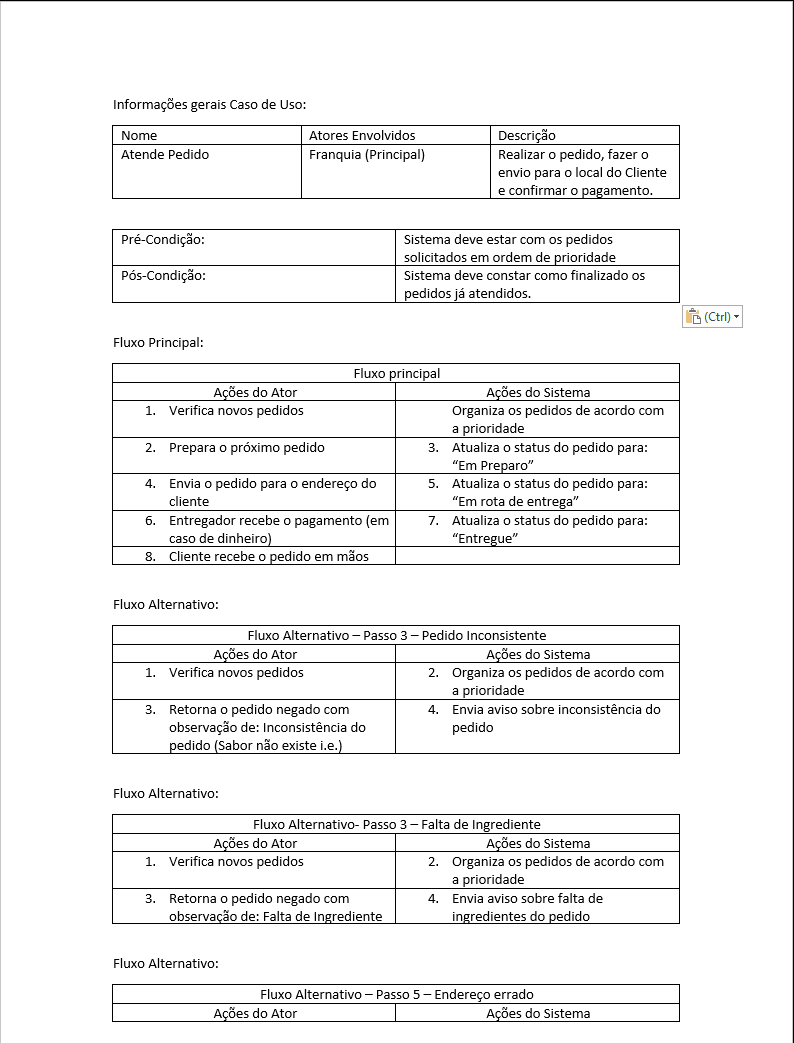 Informações gerais Caso de Uso:
Nome
Atores Envolvidos
Descrição
Atende Pedido
Franquia (Principal)
Realizar o pedido, fazer o
envio para o local do Cliente
e confirmar o pagamento.
Pré-Condição:
Sistema deve estar com os pedidos
solicitados em ordem de prioridade
Pós-Condição:
Sistema deve constar como finalizado os
pedidos já atendidos.
(Ctrl)
Fluxo Principal:
Fluxo principal
Ações do Ator
Ações do Sistema
1. Verifica novos pedidos
Organiza os pedidos de acordo com
a prioridade
2. Prepara o próximo pedido
3. Atualiza o status do pedido para:
“Em Preparo”
4. Envia o pedido para o endereço do
cliente
5. Atualiza o status do pedido para:
“Em rota de entrega”
6. Entregador recebe o pagamento (em
caso de dinheiro)
7. Atualiza o status do pedido para:
“Entregue”
8. Cliente recebe o pedido em mãos
Fluxo Alternativo:
Fluxo Alternativo – Passo 3 – Pedido Inconsistente
Ações do Ator
Ações do Sistema
1. Verifica novos pedidos
2. Organiza os pedidos de acordo com
a prioridade
3. Retorna o pedido negado com
observação de: Inconsistência do
pedido (Sabor não existe i.e.)
4. Envia aviso sobre inconsistência do
pedido
Fluxo Alternativo:
Fluxo Alternativo- Passo 3 – Falta de Ingrediente
Ações do Ator
Ações do Sistema
1. Verifica novos pedidos
2. Organiza os pedidos de acordo com
a prioridade
3. Retorna o pedido negado com
observação de: Falta de Ingrediente
4. Envia aviso sobre falta de
ingredientes do pedido
Fluxo Alternativo:
Fluxo Alternativo – Passo 5 – Endereço errado
Ações do Ator
Ações do Sistema